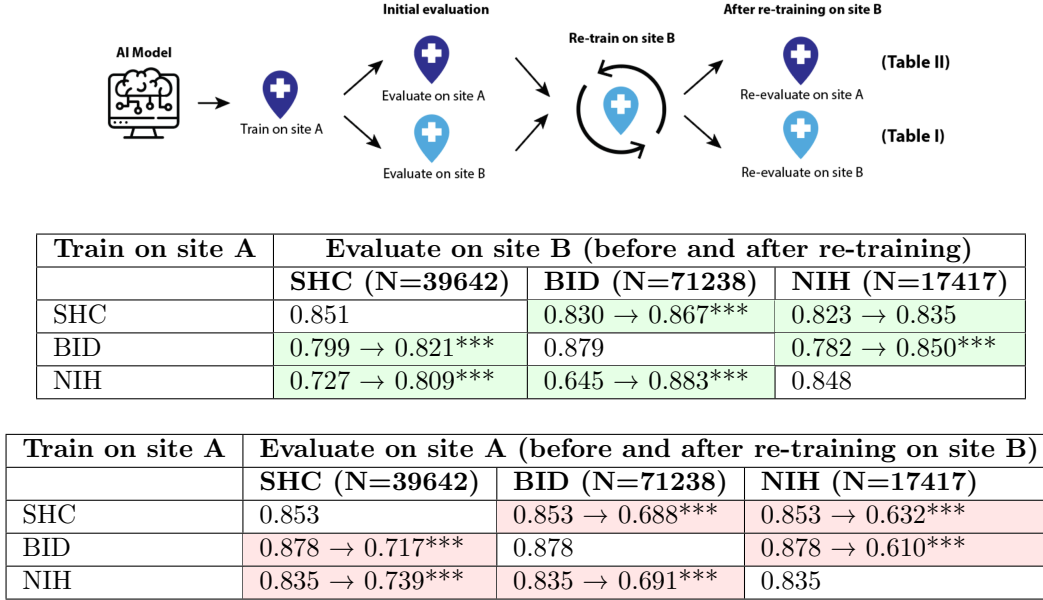 Initial evaluation
After re-training on site B
Re-train on site B
AI Model
(Table II)
Evaluate on site A
Re-evaluate on site A
Train on site A
(Table I)
Evaluate on site B
Re-evaluate on site B
Train on site A Evaluate on site B (before and after re-training)
SHC (N=39642) BID (N=71238) NIH (N=17417)
SHC 0.851 0.830 → 0.867*** 0.823 → 0.835
BID 0.799 → 0.821*** 0.879 0.782 → 0.850***
NIH 0.727 → 0.809*** 0.645 → 0.883*** 0.848
Train on site A Evaluate on site A (before and after re-training on site B)
SHC (N=39642) BID (N=71238) NIH (N=17417)
SHC 0.853 0.853 → 0.688*** 0.853 → 0.632***
BID 0.878 → 0.717*** 0.878 0.878 → 0.610***
NIH 0.835 → 0.739*** 0.835 → 0.691*** 0.835